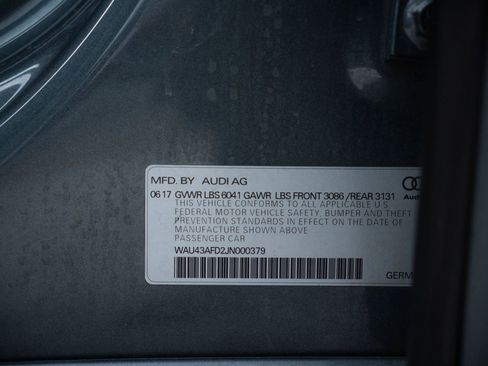 MFD. BY AUDI AG
06 17 GVWR LBS 6041 GAWR LBS FRONT 3086 / REAR 3131
THIS VEHICLE CONFORMS TO ALL APPLICABLE U.S.
FEDERAL MOTOR VEHICLE SAFETY, BUMPER AND THEFT
PREVENTION STANDARDS IN EFFECT ON THE DATE OF
MANUFACTURE SHOWN ABOVE
PASSENGER CAR
WAU43AFD2JN000379
Aud
GERM